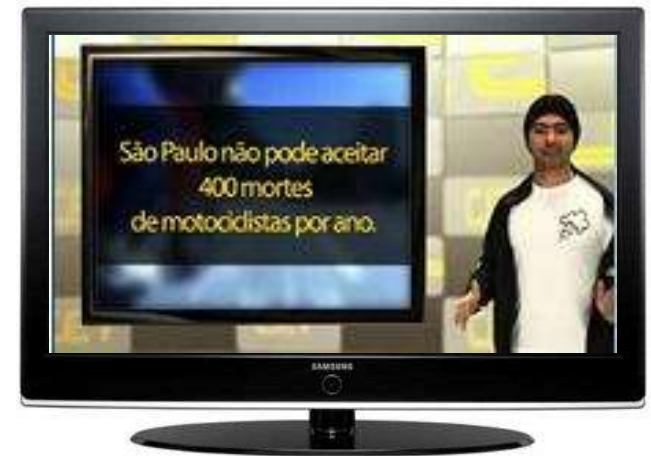 São Paulo não pode aceitar
400 mortes
de motociclistas por ano.
SAMSUNG